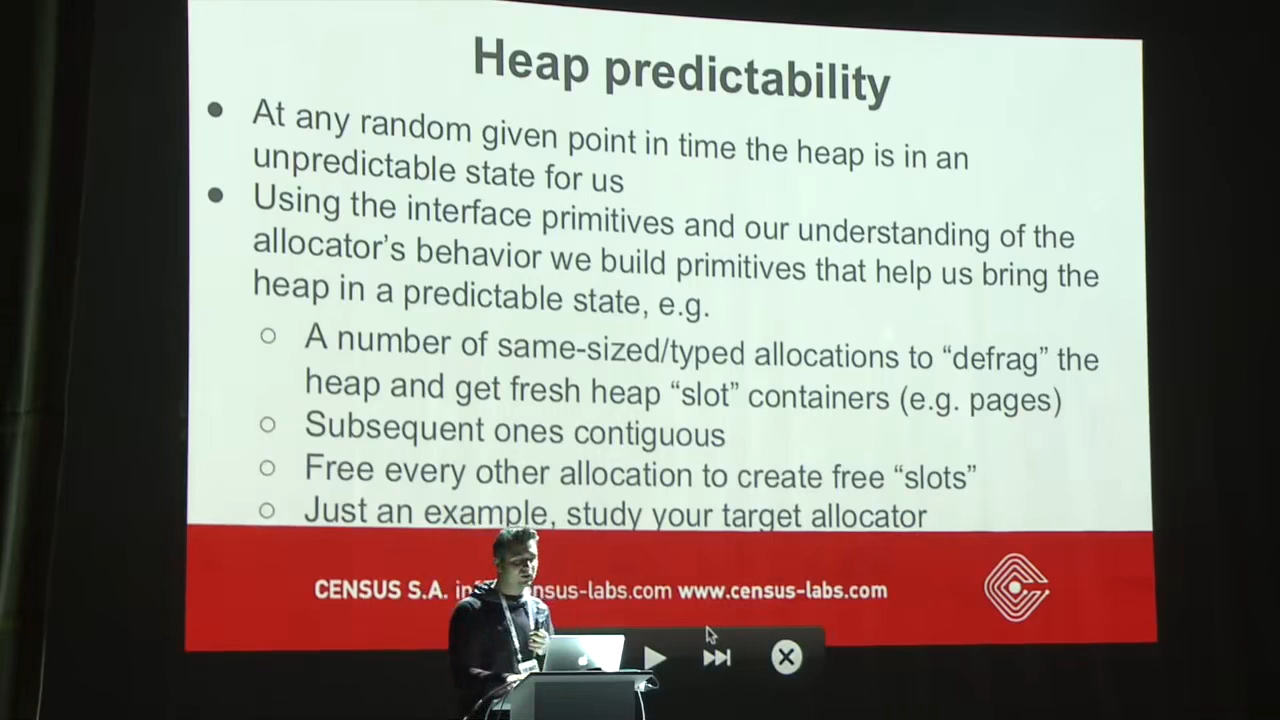 Heap predictability
● At any random given point in time the heap is in an
unpredictable state for us
● Using the interface primitives and our understanding of the
allocator’s behavior we build primitives that help us bring the
heap in a predictable state, e.g.
○ A number of same-sized/typed allocations to “defrag” the
heap and get fresh heap “slot” containers (e.g. pages)
○ Subsequent ones contiguous
○ Free every other allocation to create free “slots”
○ Just an example, study your target allocator
CENSUS S.A. www.census-labs.com